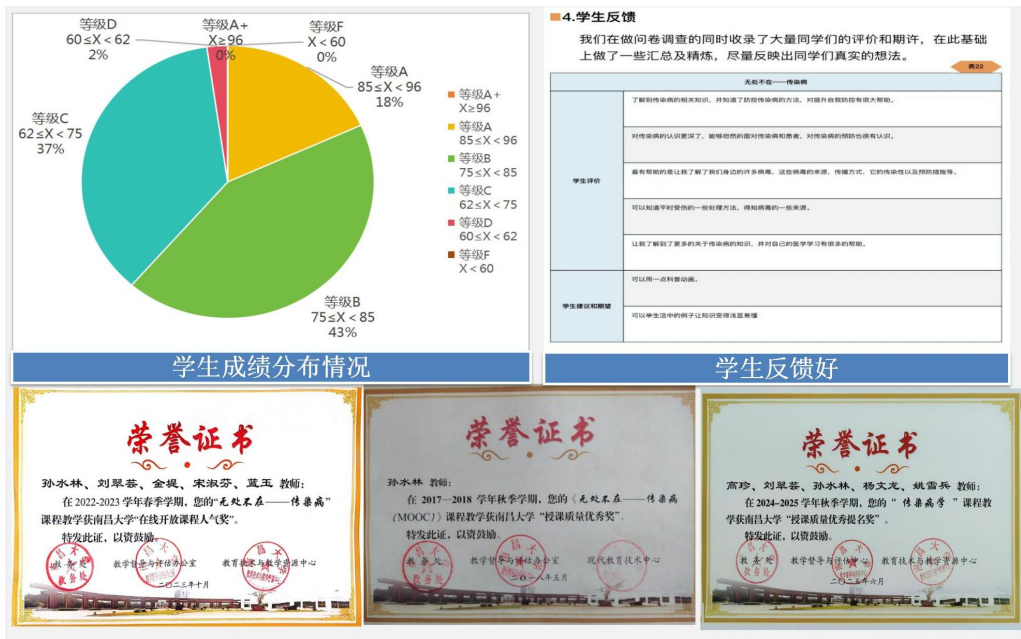 等级D
60≤X＜62
2%
等级A+
X≥96
0%
等级F
X＜60
0%
等级A
85≤X＜96
18%
等级C
62≤X＜75
37%
等级B
75≤X＜85
43%
等级A+
X≥96
等级A
85≤X＜96
等级B
75≤X＜85
等级C
62≤X＜75
等级D
60≤X＜62
等级F
X＜60
学生成绩分布情况
4.学生反馈
我们在做问卷调查的同时收录了大量同学们的评价和期许，在此基础
上做了一些汇总及精炼，尽量反映出同学们真实的想法。
表22
无处不在——传染病
学生评价
了解到传染病的相关知识，并知道了防控传染病的方法，对提升自我防控有很大帮助。
对传染病的认识更深了，能够坦然的面对传染病和患者，对传染病的预防也很有认识。
最有帮助的是让我了解了我们身边的许多病毒，这些病毒的来源，传播方式，它的传染性以及预防措施等。
可以知道平时受伤的一些处理方法，得知病毒的一些来源。
让我了解到了更多的关于传染病的知识，并对自己的医学学习有很多的帮助。
学生建议和期望
可以用一点科普动画。
可以举生活中的例子让知识变得浅显易懂
学生反馈好
荣誉证书
孙水林、刘翠芸、金堤、宋淑芬、蓝玉 教师：
在 2022-2023 学年春季学期，您的“无处不在——传染病”
课程教学获南昌大学“在线开放课程人气奖”。
特发此证，以资鼓励。
教务处 教学督导与评估办公室 教育技术与教学资源中心
二〇二三年十月
荣誉证书
孙水林 教师：
在 2017—2018 学年秋季学期，您的《无处不在——传染病
(MOOC)》课程教学获南昌大学“授课质量优秀奖”。
特发此证，以资鼓励。
教务处 教学督导与评估办公室 现代教育技术中心
二〇一八年五月
荣誉证书
高珍、刘翠芸、孙水林、杨文龙、姚雪兵 教师：
在 2024-2025 学年秋季学期，您的“传染病学”课程教
学获南昌大学“授课质量优秀提名奖”。
特发此证，以资鼓励。
教务处 教学督导与评估中心 教育技术与教学资源中心
二〇二五年六月